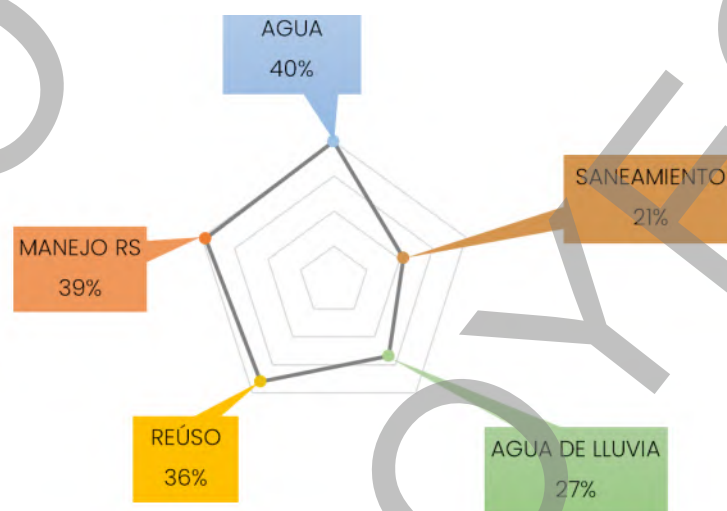 AGUA
40%
SANEAMIENTO
21%
MANEJO RS
39%
REÚSO
36%
AGUA DE LLUVIA
27%